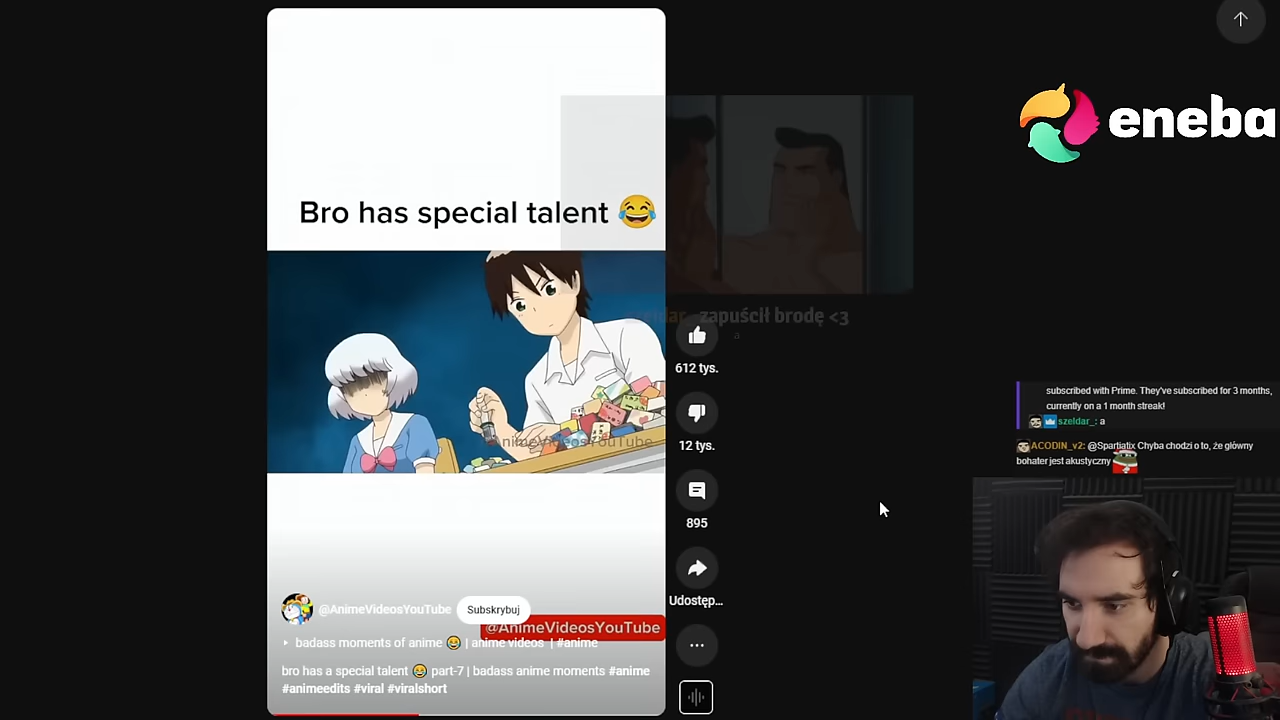 eneba
Bro has special talent 😂
zapuścił brodę <3
a
612 tys.
12 tys.
895
Udostęp...
subscribed with Prime. They've subscribed for 3 months,
currently on a 1 month streak!
szeldar_: a
ACODIN_v2: @Spartiatix Chyba chodzi o to, że główny
bohater jest akustyczny
@AnimeVideosYouTube
@AnimeVideosYouTube
Subskrybuj
@AnimeVideosYouTube
badass moments of anime 😂 | anime videos | #anime
bro has a special talent 😂 part-7 | badass anime moments #anime
#animeedits #viral #viralshort